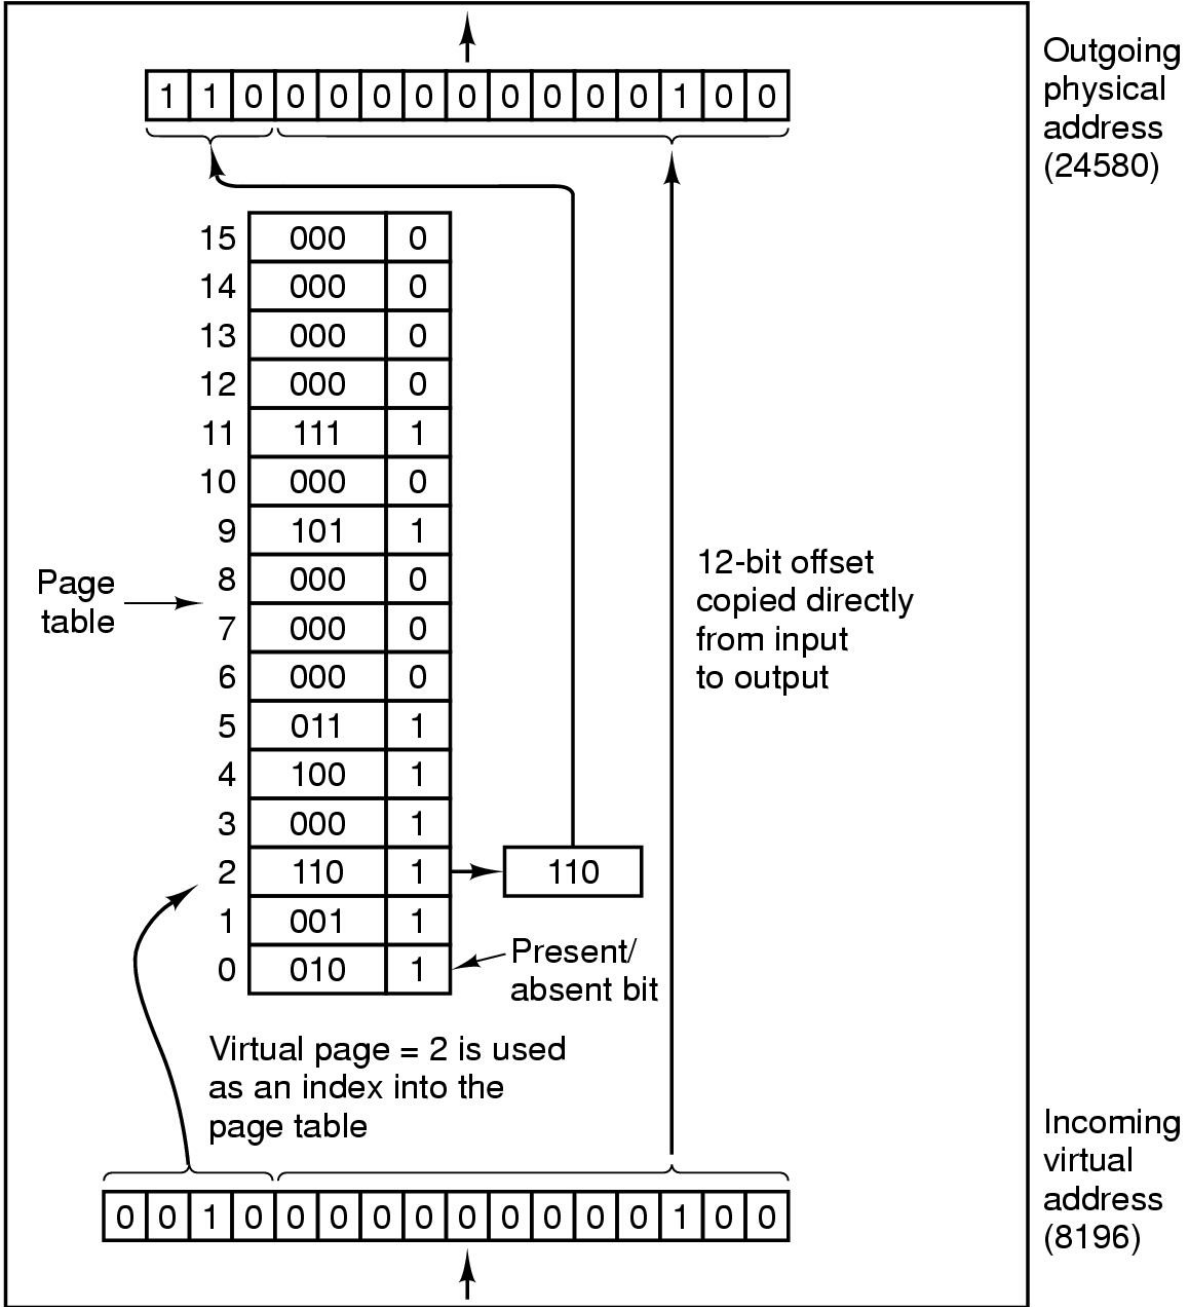 Outgoing
physical
address
(24580)
1 1 0 0 0 0 0 0 0 0 0 0 1 0 0
15 000 0
14 000 0
13 000 0
12 000 0
11 111 1
10 000 0
9 101 1
8 000 0
7 000 0
6 000 0
5 011 1
4 100 1
3 000 1
2 110 1
1 001 1
0 010 1
Page
table
110
12-bit offset
copied directly
from input
to output
Present/
absent bit
Virtual page = 2 is used
as an index into the
page table
0 0 1 0 0 0 0 0 0 0 0 0 0 1 0 0
Incoming
virtual
address
(8196)